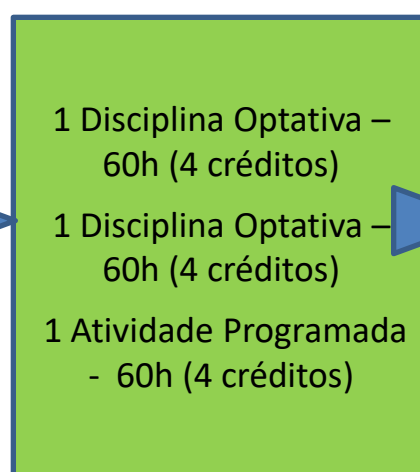 1 Disciplina Optativa –
60h (4 créditos)
1 Disciplina Optativa –
60h (4 créditos)
1 Atividade Programada
- 60h (4 créditos)